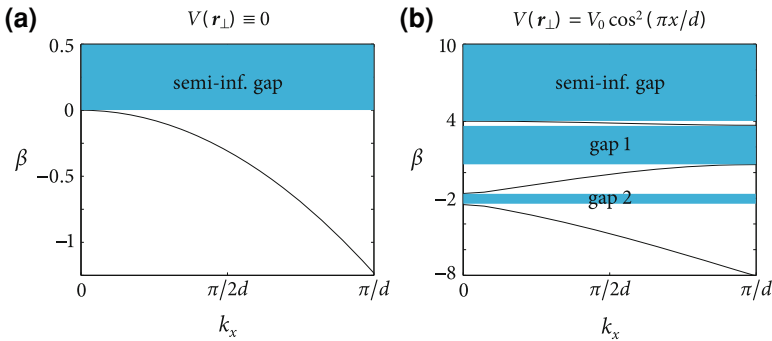 (a)
V(r⊥) ≡ 0
0.5
0
−0.5
−1
β
semi-inf. gap
0
π/2d
π/d
kx
(b)
V(r⊥) = V0 cos² (πx/d)
10
4
−2
−8
β
semi-inf. gap
gap 1
gap 2
0
π/2d
π/d
kx